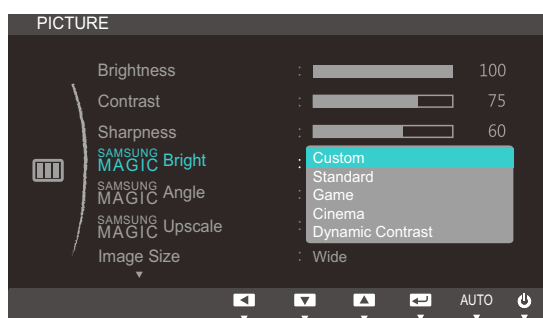 PICTURE
Brightness : 100
Contrast : 75
Sharpness : 60
SAMSUNG MAGIC Bright : Custom
Standard
SAMSUNG MAGIC Angle : Game
Cinema
SAMSUNG MAGIC Upscale : Dynamic Contrast
Image Size : Wide
AUTO